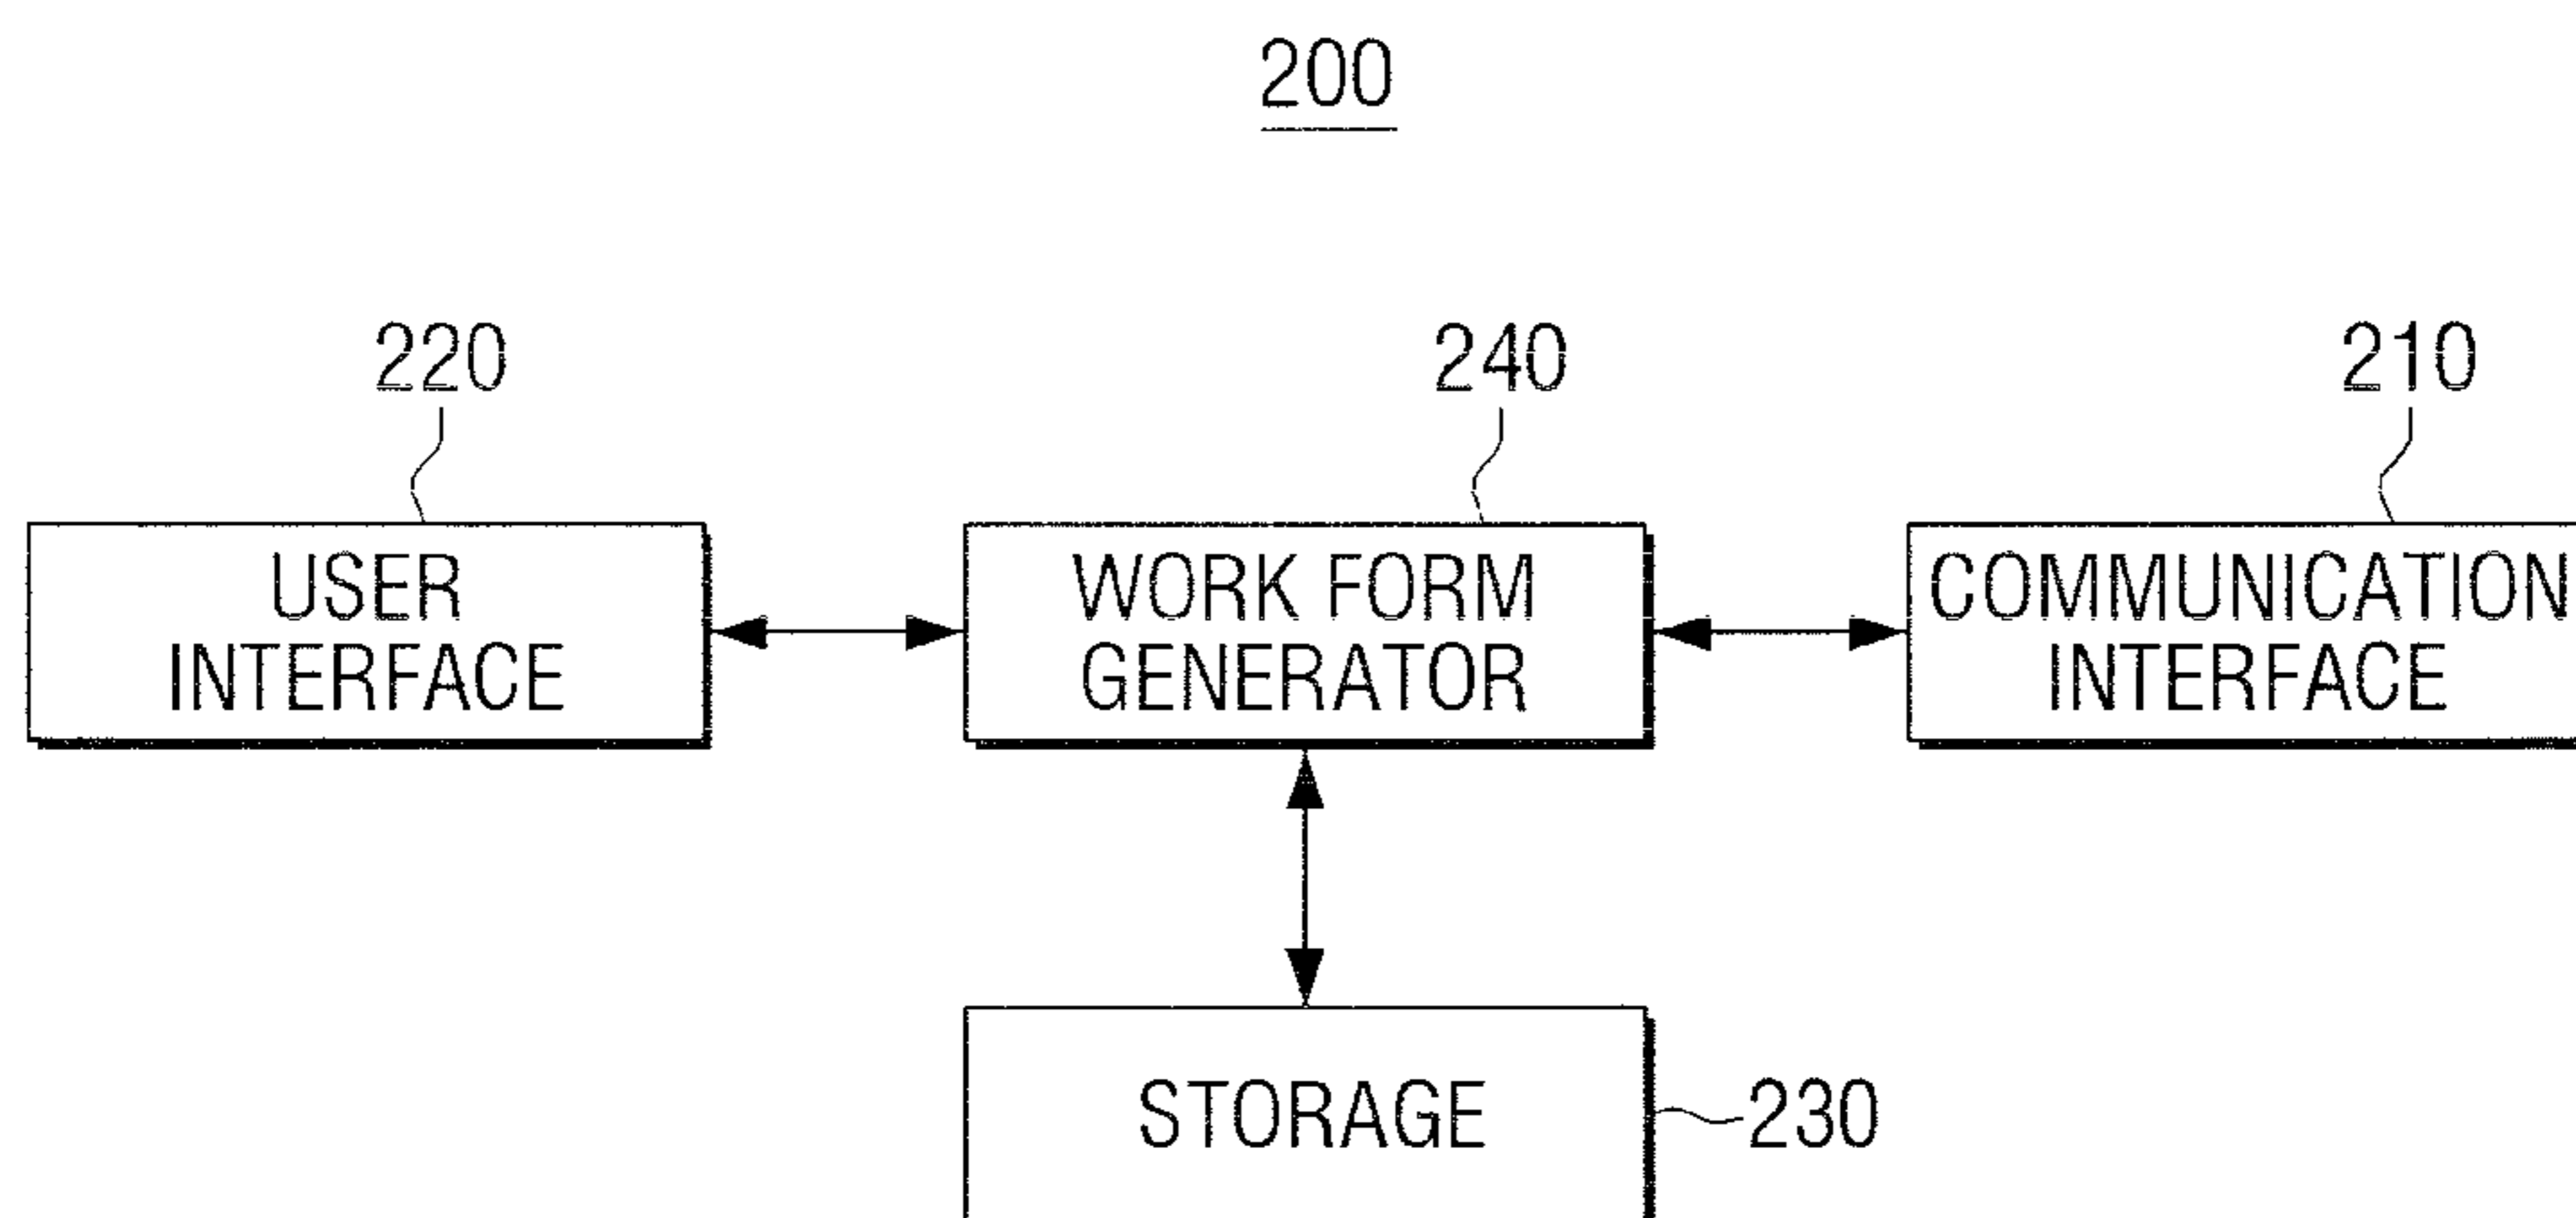 200
220
240
210
USER
INTERFACE
WORK FORM
GENERATOR
COMMUNICATION
INTERFACE
STORAGE
230